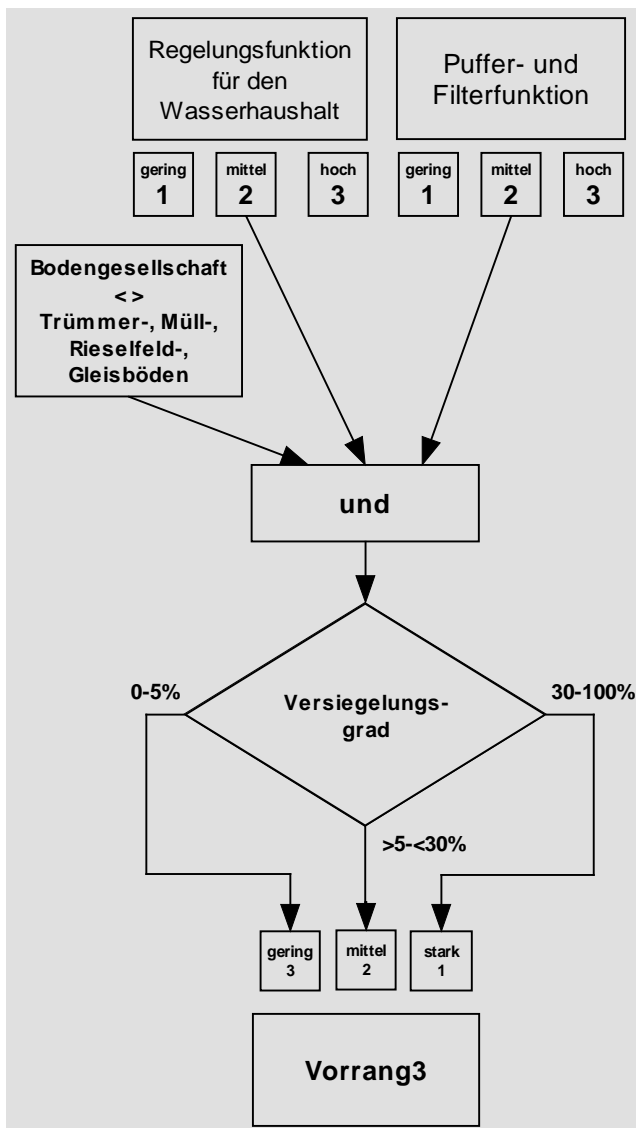 Regelungsfunktion
für den
Wasserhaushalt
Puffer- und
Filterfunktion
gering
1
mittel
2
hoch
3
gering
1
mittel
2
hoch
3
Bodengesellschaft
< >
Trümmer-, Müll-,
Rieselfeld-,
Gleisböden
und
0-5%
Versiegelungs-
grad
30-100%
>5-<30%
gering
3
mittel
2
stark
1
Vorrang3